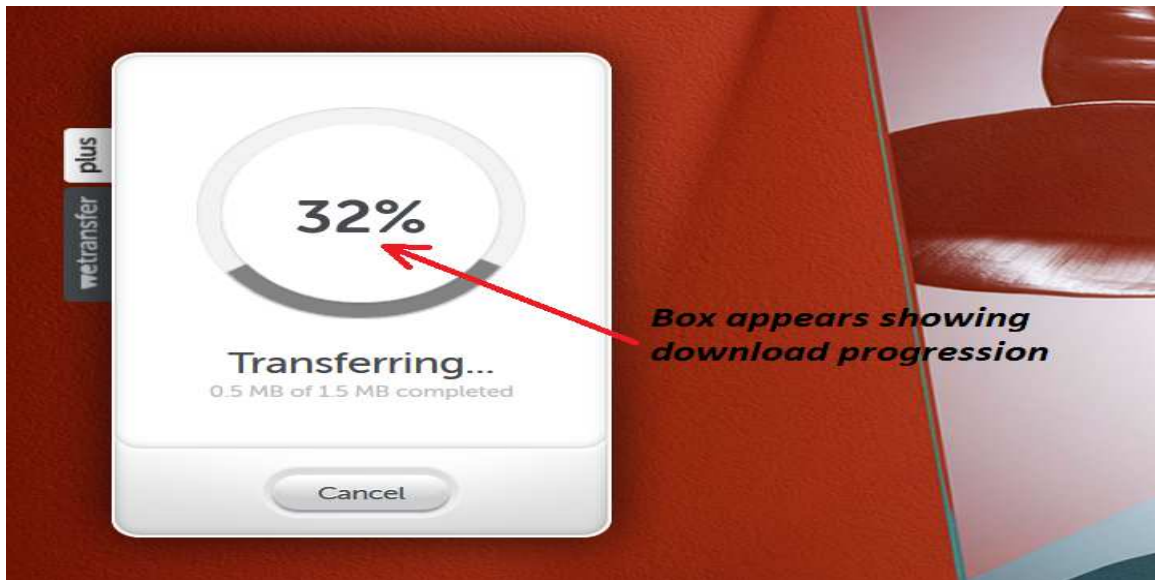 plus
wetransfer
32%
Box appears showing
download progression
Transferring...
0.5 MB of 1.5 MB completed
Cancel